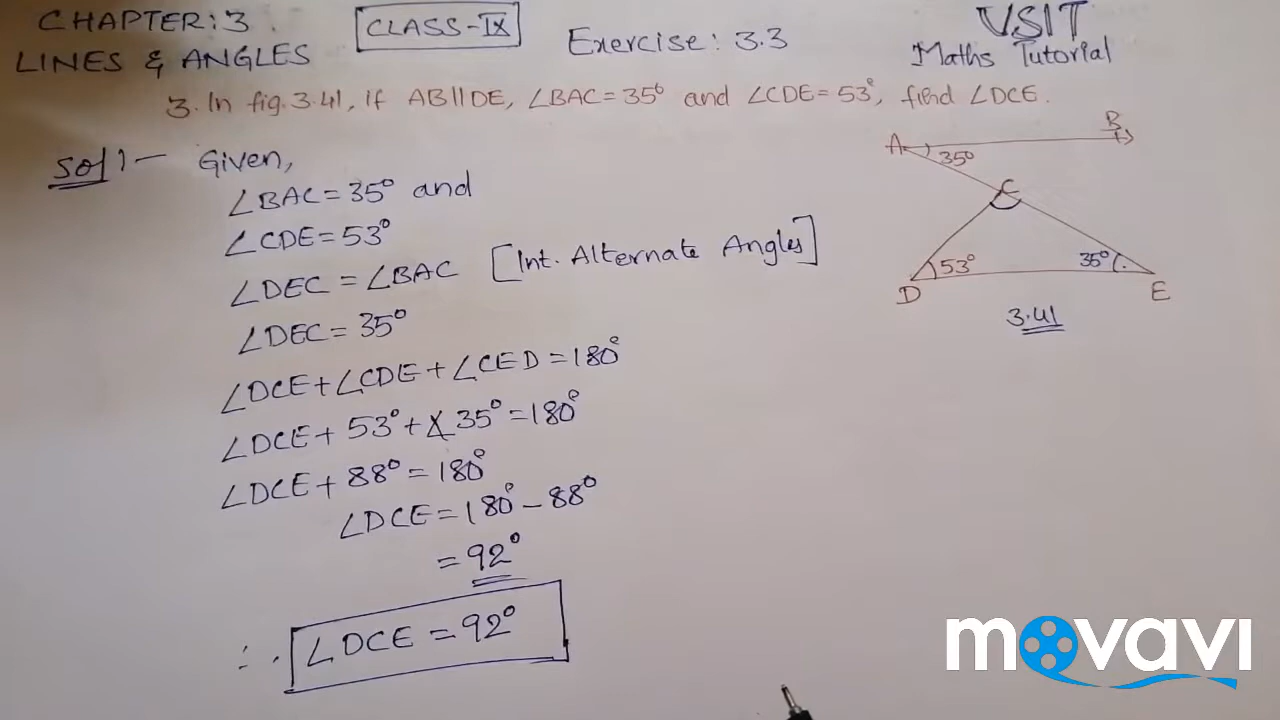 CHAPTER: 3
LINES & ANGLES
CLASS-IX
Exercise: 3.3
VSIT
Maths Tutorial
3. In fig. 3.41, if AB||DE, ∠BAC=35° and ∠CDE=53°, find ∠DCE.
Sol:- Given,
∠BAC=35° and
∠CDE=53°
∠DEC=∠BAC [Int. Alternate Angles]
∠DEC=35°
∠DCE+∠CDE+∠CED=180°
∠DCE+53°+35°=180°
∠DCE+88°=180°
∠DCE=180°-88°
=92°
∴ ∠DCE=92°
A
B
35°
C
53°
35°
D
E
3.41
movavi